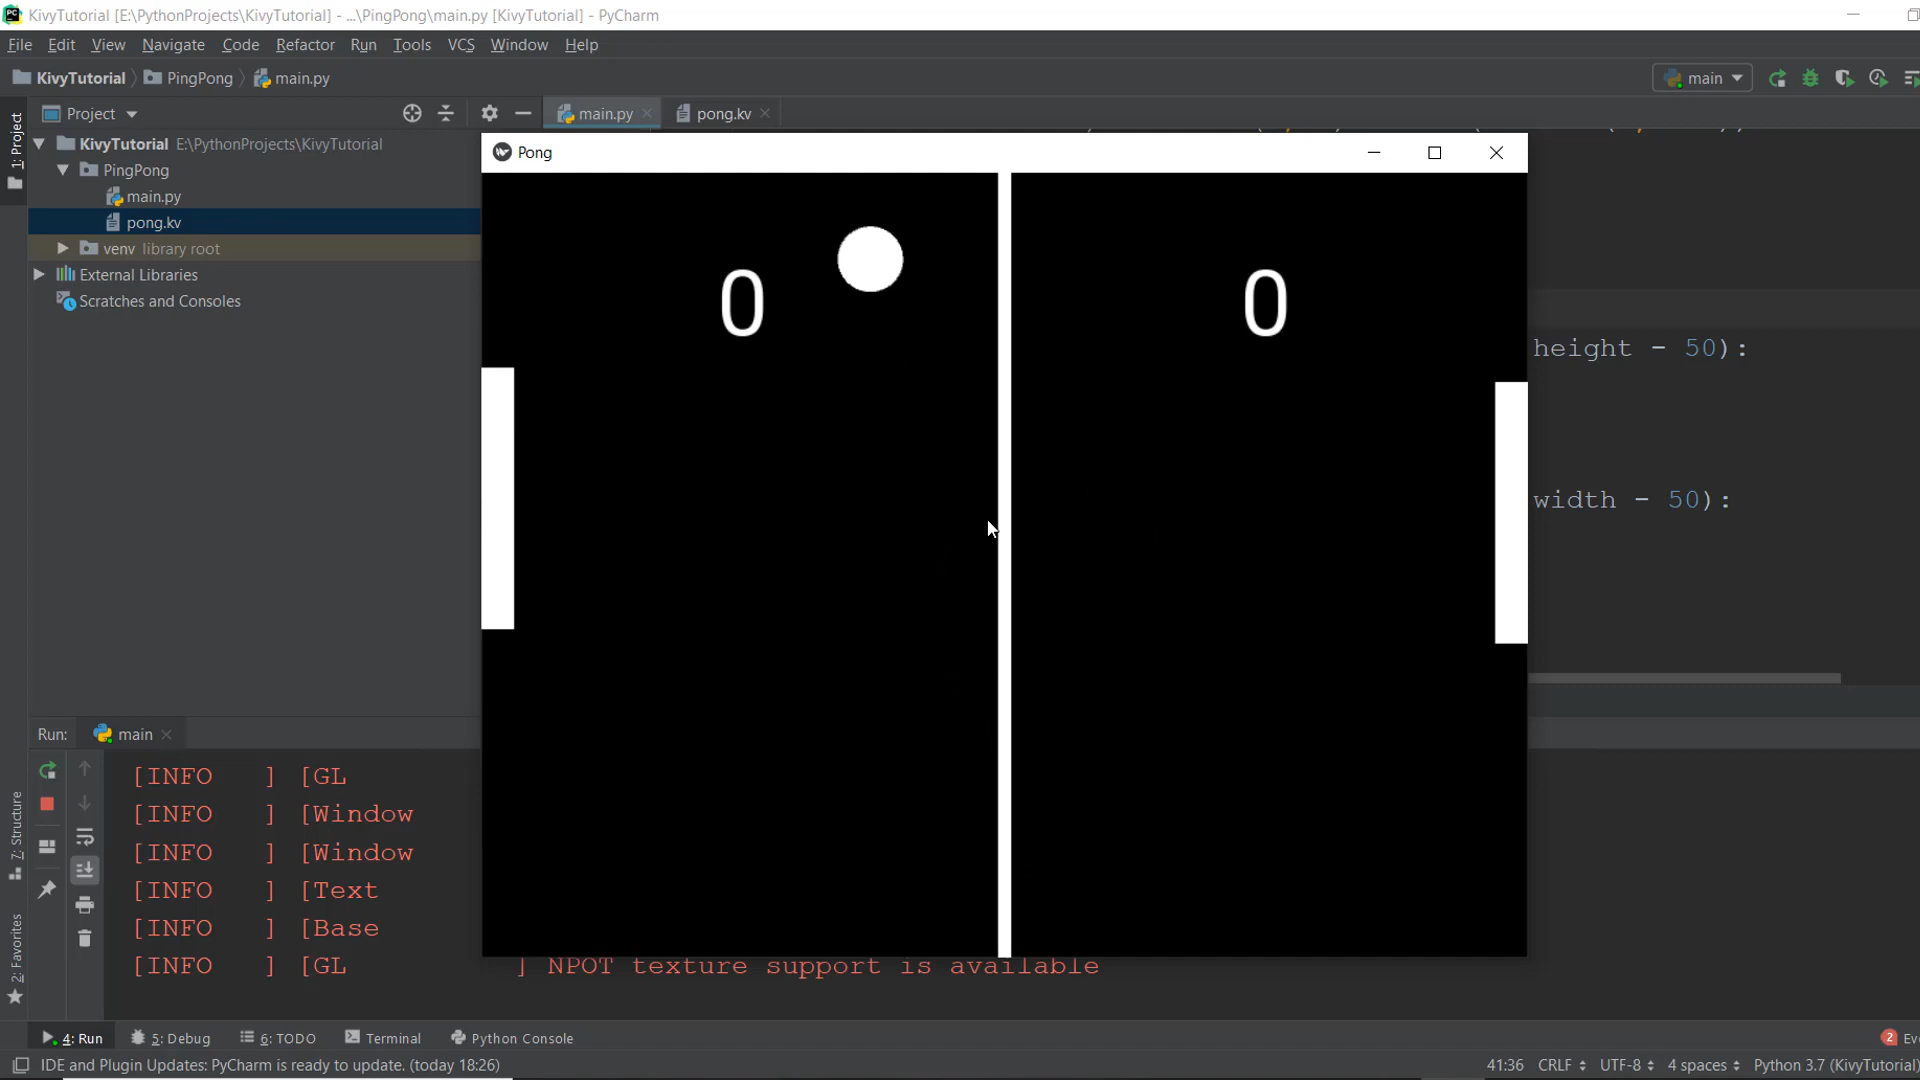 KivyTutorial [E:\PythonProjects\KivyTutorial] - ...\PingPong\main.py [KivyTutorial] - PyCharm
File Edit View Navigate Code Refactor Run Tools VCS Window Help
KivyTutorial PingPong main.py main
1: Project
Project main.py pong.kv
KivyTutorial E:\PythonProjects\KivyTutorial
PingPong
main.py
pong.kv
venv library root
External Libraries
Scratches and Consoles
Pong
0 0
height - 50):
width - 50):
Run: main
[INFO ] [GL
[INFO ] [Window
[INFO ] [Window
[INFO ] [Text
[INFO ] [Base
[INFO ] [GL ] NPOT texture support is available
7: Structure
2: Favorites
4: Run 5: Debug 6: TODO Terminal Python Console 2
IDE and Plugin Updates: PyCharm is ready to update. (today 18:26) 41:36 CRLF UTF-8 4 spaces Python 3.7 (KivyTutorial)